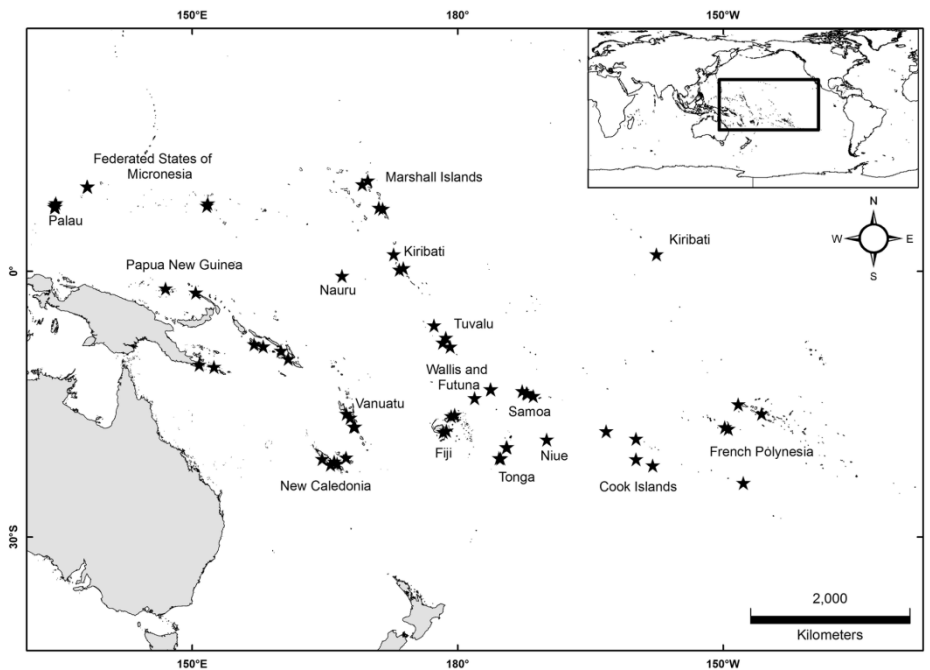 150°E 180° 150°W
Federated States of
Micronesia
Marshall Islands
Palau
N
W E
S
Kiribati
Kiribati
Papua New Guinea
0°
Nauru
Tuvalu
Wallis and
Futuna
Samoa
Vanuatu
Fiji
Niue
French Polynesia
Tonga
New Caledonia
Cook Islands
30°S
2,000
Kilometers
150°E 180° 150°W